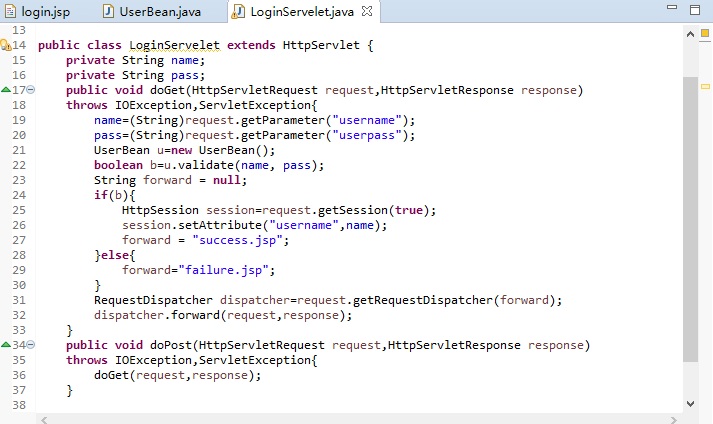 login.jsp UserBean.java LoginServelet.java
13
14 public class LoginServelet extends HttpServlet {
15 private String name;
16 private String pass;
17 public void doGet(HttpServletRequest request,HttpServletResponse response)
18 throws IOException,ServletException{
19 name=(String)request.getParameter("username");
20 pass=(String)request.getParameter("userpass");
21 UserBean u=new UserBean();
22 boolean b=u.validate(name, pass);
23 String forward = null;
24 if(b){
25 HttpSession session=request.getSession(true);
26 session.setAttribute("username",name);
27 forward = "success.jsp";
28 }else{
29 forward="failure.jsp";
30 }
31 RequestDispatcher dispatcher=request.getRequestDispatcher(forward);
32 dispatcher.forward(request,response);
33 }
34 public void doPost(HttpServletRequest request,HttpServletResponse response)
35 throws IOException,ServletException{
36 doGet(request,response);
37 }
38